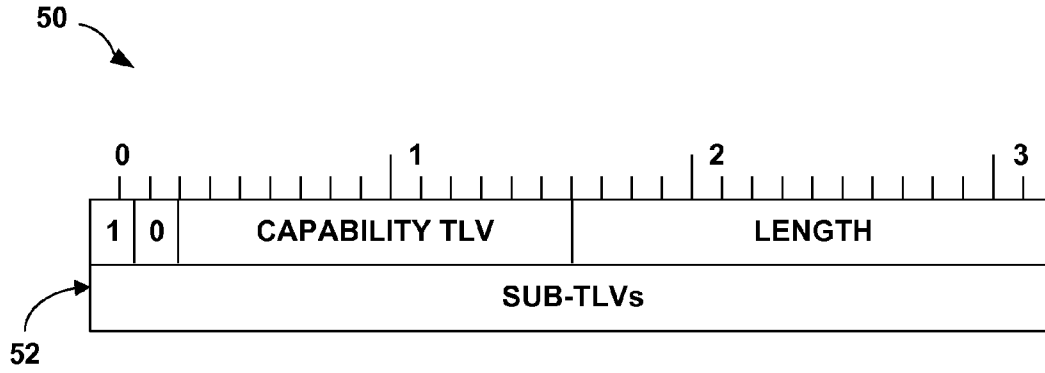 50
0 1 2 3
1 0 CAPABILITY TLV LENGTH
SUB-TLVs
52